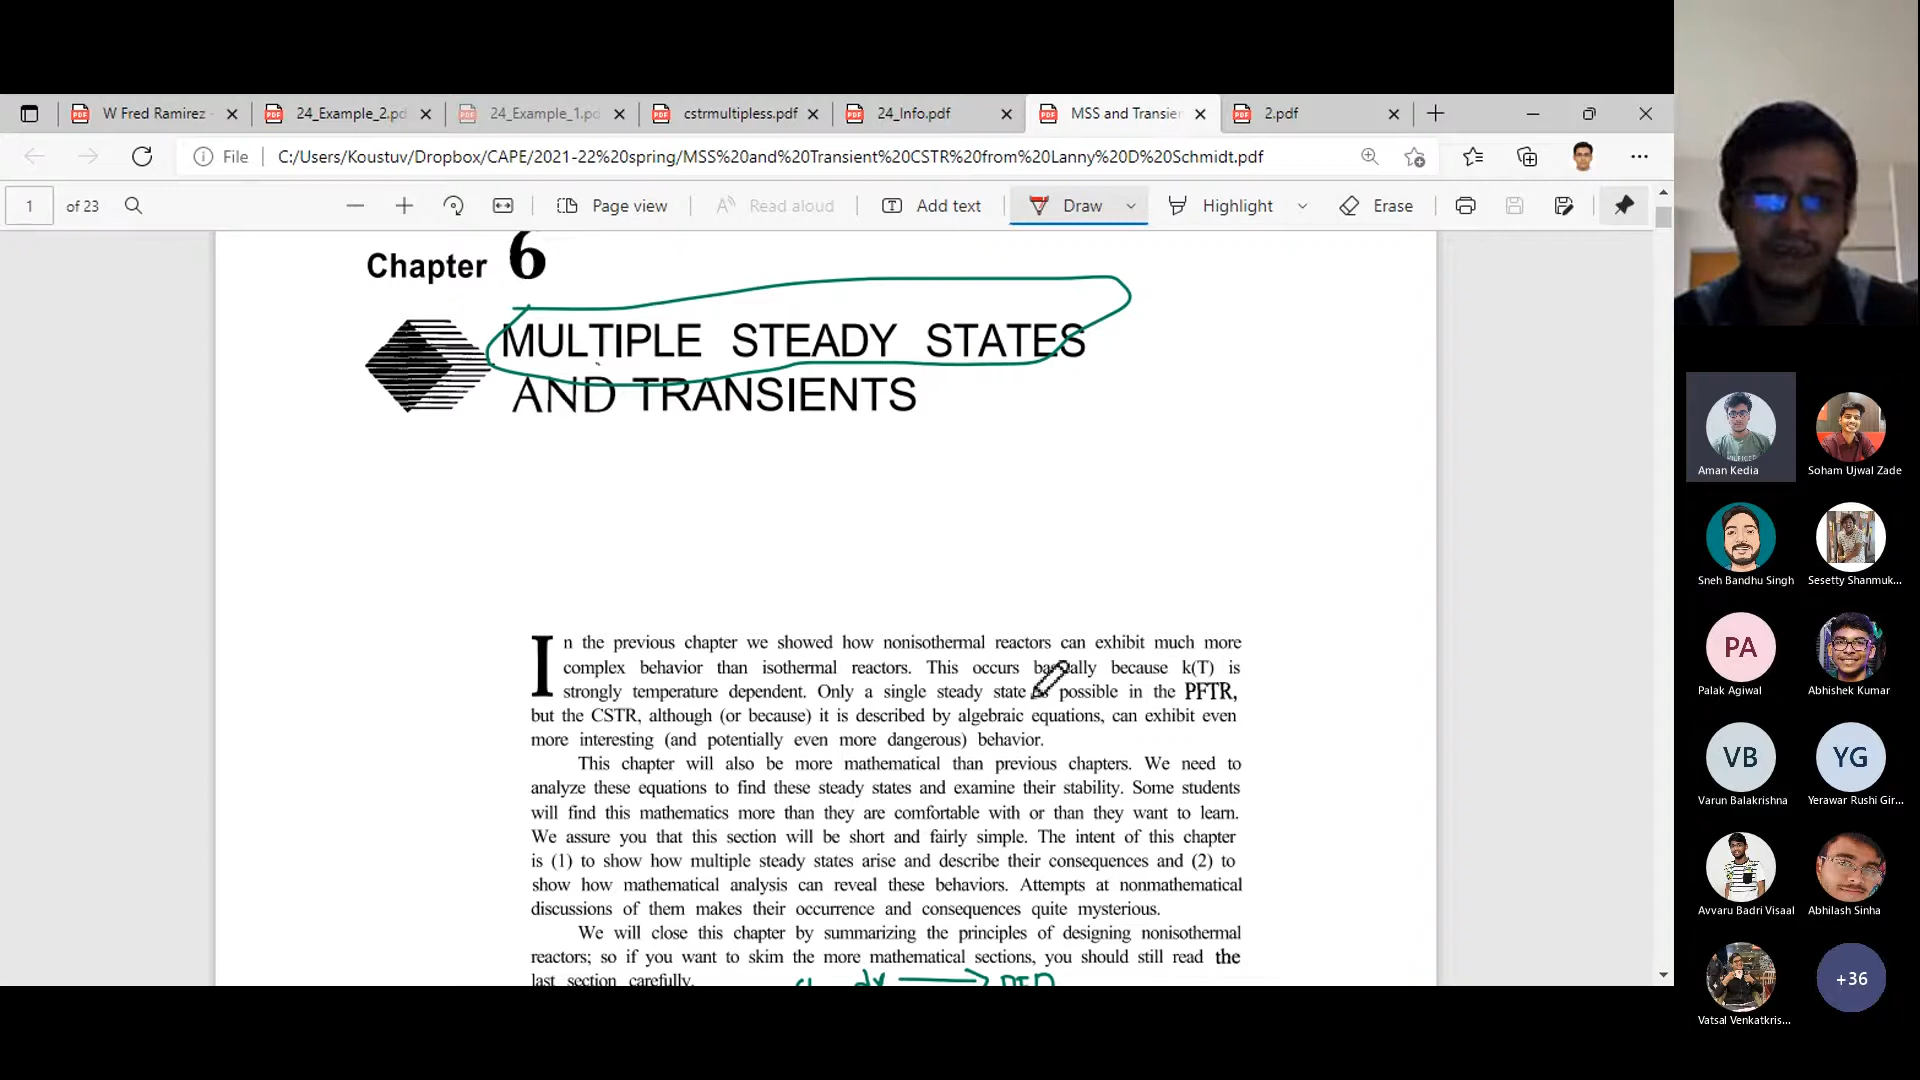 W Fred Ramirez -
24_Example_2.pd
24_Example_1.pd
cstrmultipless.pdf
24_Info.pdf
MSS and Transien
2.pdf
File
C:/Users/Koustuv/Dropbox/CAPE/2021-22%20spring/MSS%20and%20Transient%20CSTR%20from%20Lanny%20D%20Schmidt.pdf
1 of 23
Page view
Read aloud
Add text
Draw
Highlight
Erase
Chapter 6
MULTIPLE STEADY STATES
AND TRANSIENTS
In the previous chapter we showed how nonisothermal reactors can exhibit much more
complex behavior than isothermal reactors. This occurs because k(T) is
strongly temperature dependent. Only a single steady state possible in the PFTR,
but the CSTR, although (or because) it is described by algebraic equations, can exhibit even
more interesting (and potentially even more dangerous) behavior.
This chapter will also be more mathematical than previous chapters. We need to
analyze these equations to find these steady states and examine their stability. Some students
will find this mathematics more than they are comfortable with or than they want to learn.
We assure you that this section will be short and fairly simple. The intent of this chapter
is (1) to show how multiple steady states arise and describe their consequences and (2) to
show how mathematical analysis can reveal these behaviors. Attempts at nonmathematical
discussions of them makes their occurrence and consequences quite mysterious.
We will close this chapter by summarizing the principles of designing nonisothermal
reactors; so if you want to skim the more mathematical sections, you should still read the
last section carefully.
Aman Kedia
Soham Ujwal Zade
Sneh Bandhu Singh
Sesetty Shanmuk...
PA
Palak Agiwal
Abhishek Kumar
VB
Varun Balakrishna
YG
Yerawar Rushi Gir...
Avvaru Badri Visaal
Abhilash Sinha
Vatsal Venkatkris...
+36